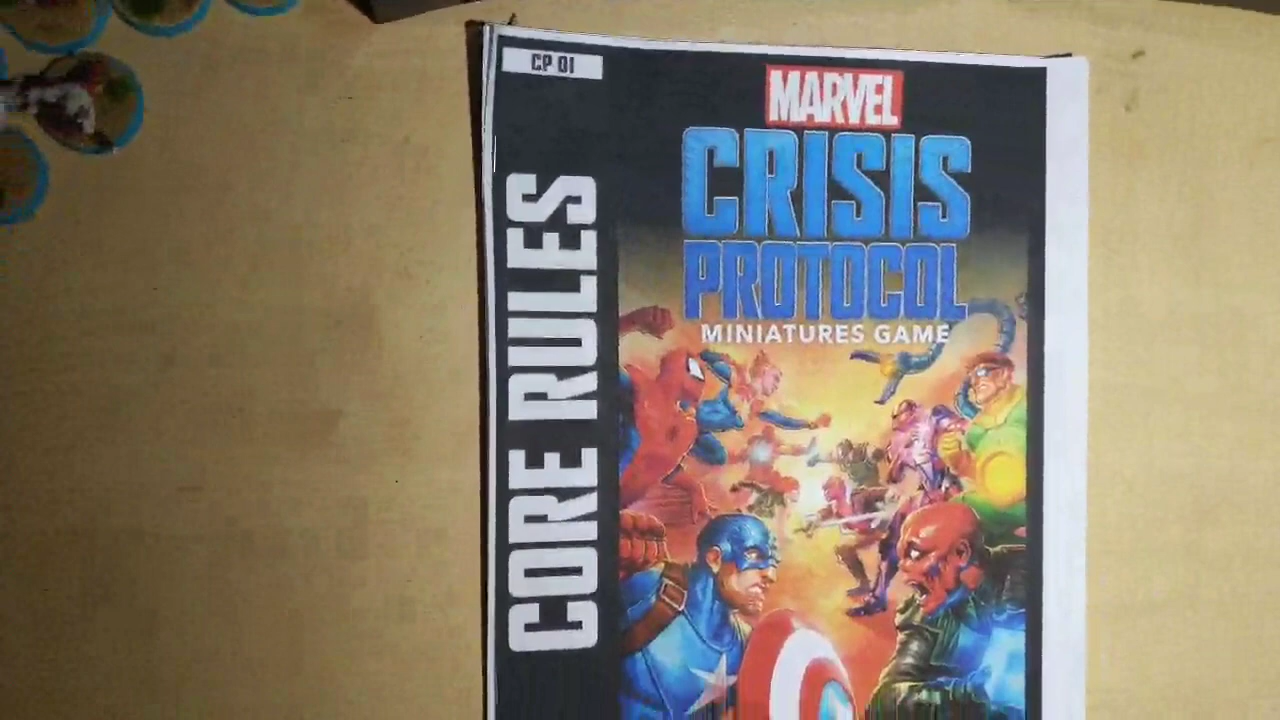 CP 01
CORE RULES
MARVEL
CRISIS
PROTOCOL
MINIATURES GAME